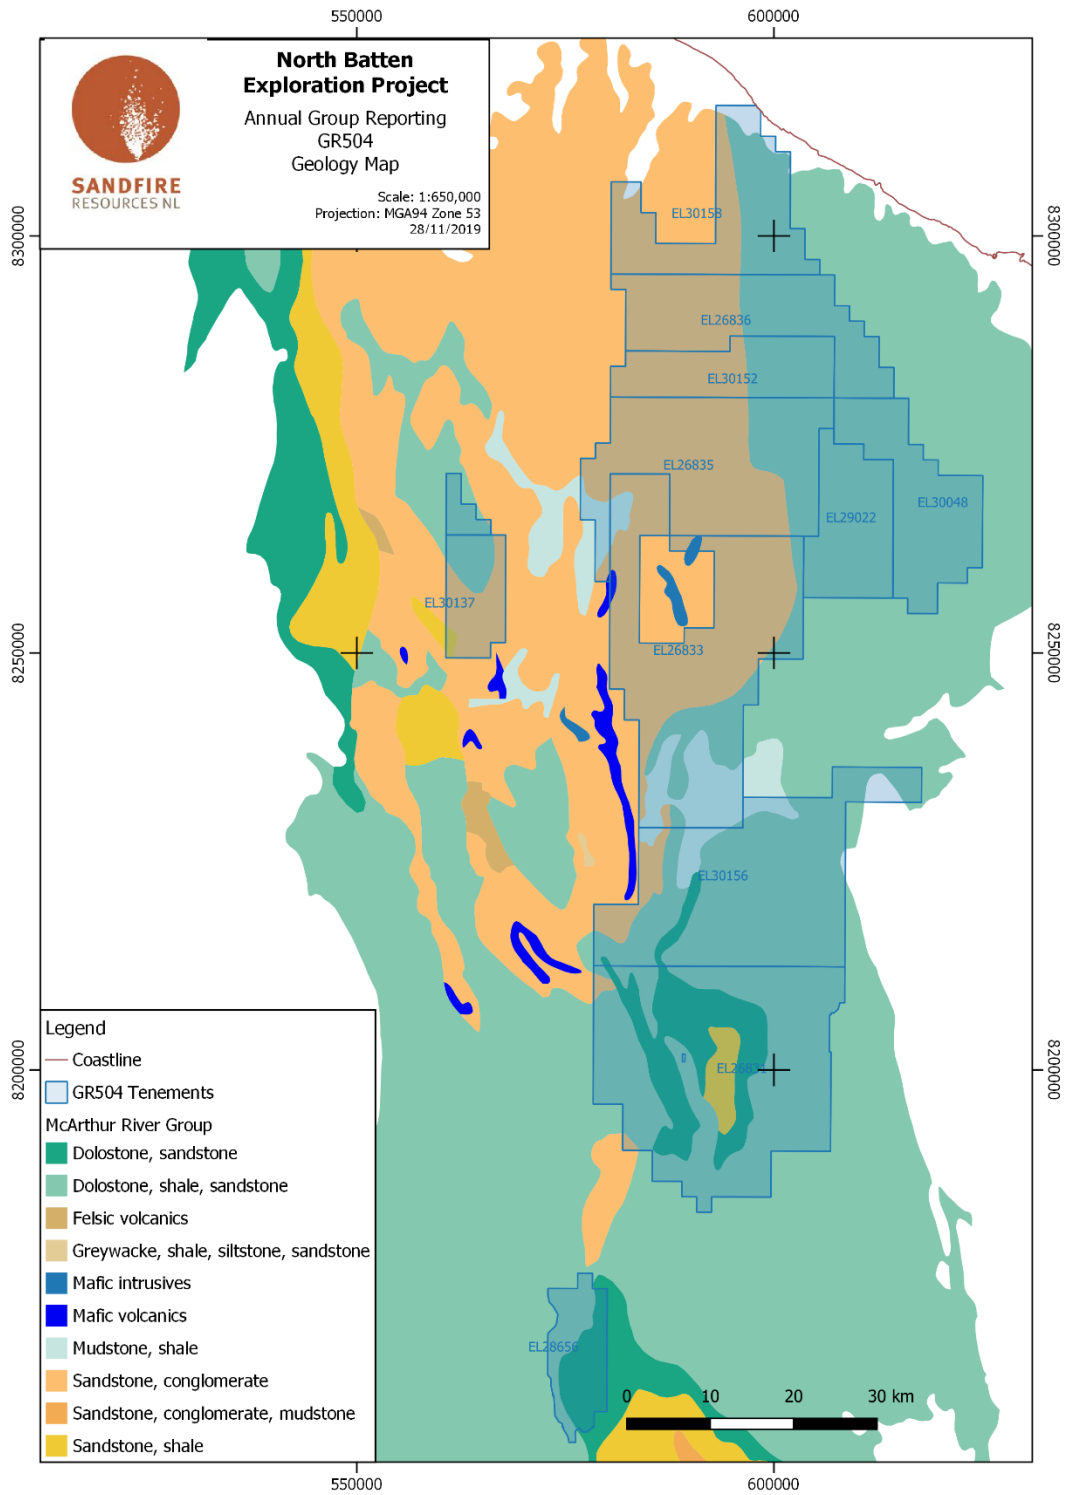 550000
600000
North Batten
Exploration Project
Annual Group Reporting
GR504
Geology Map
Scale: 1:650,000
Projection: MGA94 Zone 53
28/11/2019
SANDFIRE
RESOURCES NL
8300000
8300000
EL30158
EL26836
EL30152
EL26835
EL30048
EL29022
EL30137
EL26833
8250000
8250000
EL30156
8200000
8200000
EL28656
Legend
Coastline
GR504 Tenements
McArthur River Group
Dolostone, sandstone
Dolostone, shale, sandstone
Felsic volcanics
Greywacke, shale, siltstone, sandstone
Mafic intrusives
Mafic volcanics
Mudstone, shale
Sandstone, conglomerate
Sandstone, conglomerate, mudstone
Sandstone, shale
0 10 20 30 km
550000
600000